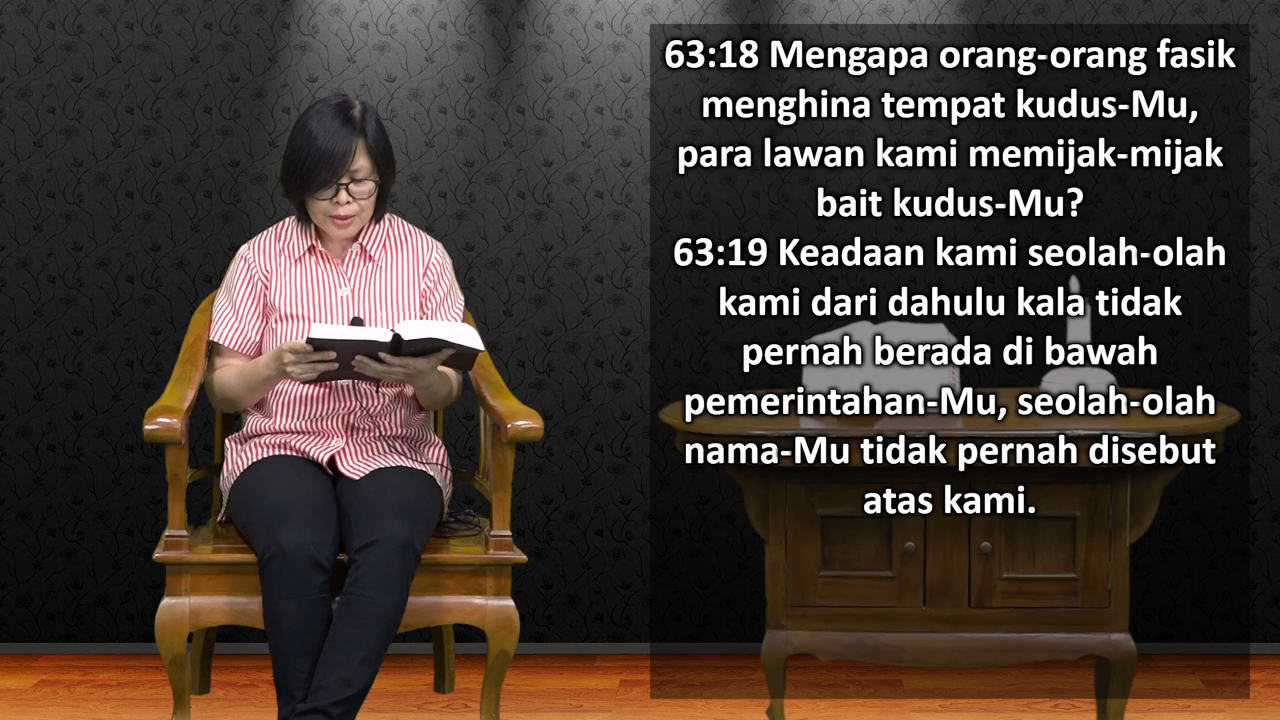 63:18 Mengapa orang-orang fasik
menghina tempat kudus-Mu,
para lawan kami memijak-mijak
bait kudus-Mu?
63:19 Keadaan kami seolah-olah
kami dari dahulu kala tidak
pernah berada di bawah
pemerintahan-Mu, seolah-olah
nama-Mu tidak pernah disebut
atas kami.